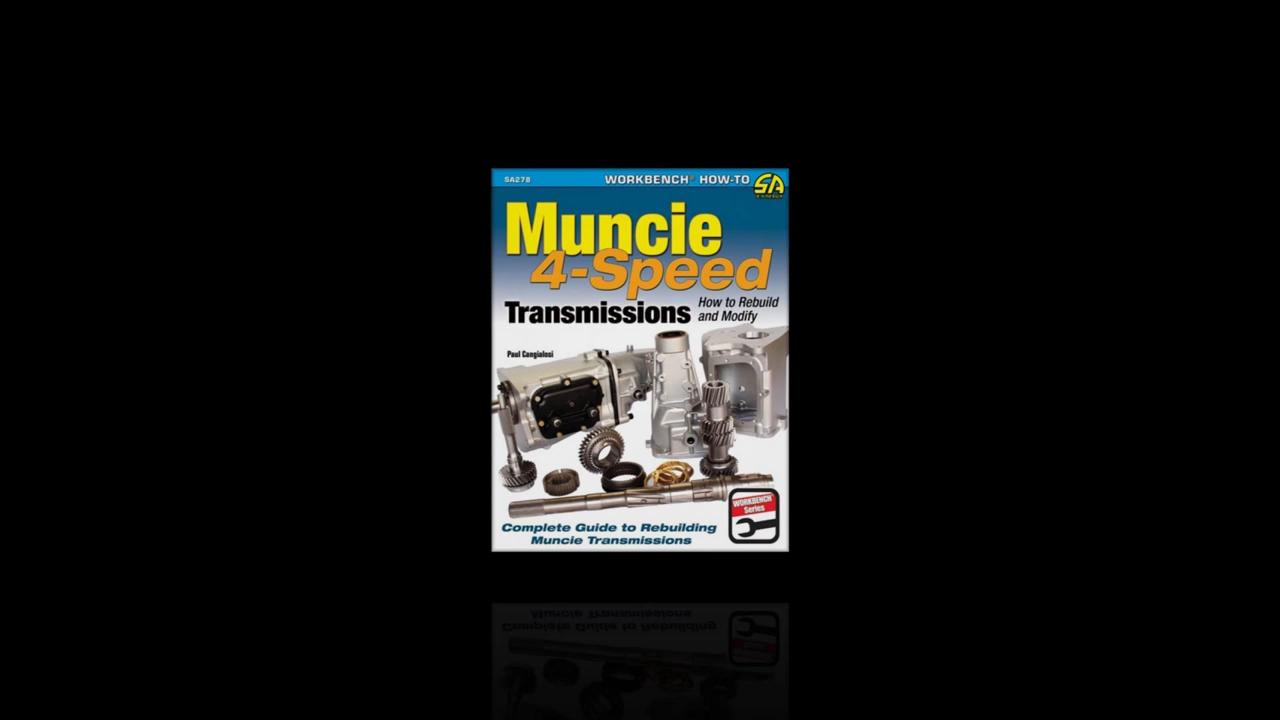 SA278
WORKBENCH® HOW-TO
SA
Muncie
4-Speed
Transmissions
How to Rebuild
and Modify
Paul Cangialosi
WORKBENCH®
Series
Complete Guide to Rebuilding
Muncie Transmissions